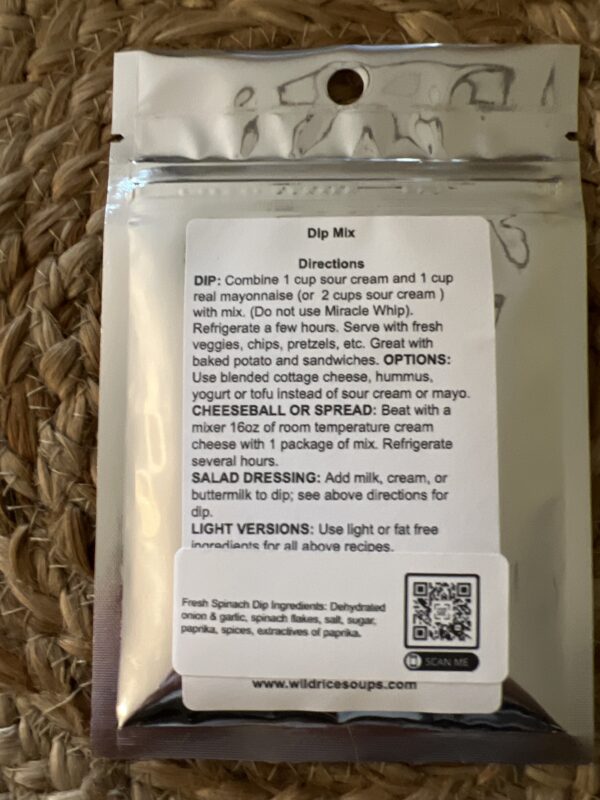 Dip Mix
Directions
DIP: Combine 1 cup sour cream and 1 cup
real mayonnaise (or 2 cups sour cream )
with mix. (Do not use Miracle Whip).
Refrigerate a few hours. Serve with fresh
veggies, chips, pretzels, etc. Great with
baked potato and sandwiches. OPTIONS:
Use blended cottage cheese, hummus,
yogurt or tofu instead of sour cream or mayo.
CHEESEBALL OR SPREAD: Beat with a
mixer 16oz of room temperature cream
cheese with 1 package of mix. Refrigerate
several hours.
SALAD DRESSING: Add milk, cream, or
buttermilk to dip; see above directions for
dip.
LIGHT VERSIONS: Use light or fat free
ingredients for all above recipes.
Fresh Spinach Dip Ingredients: Dehydrated
onion & garlic, spinach flakes, salt, sugar,
paprika, spices, extractives of paprika.
SCAN ME
www.wildricesoups.com